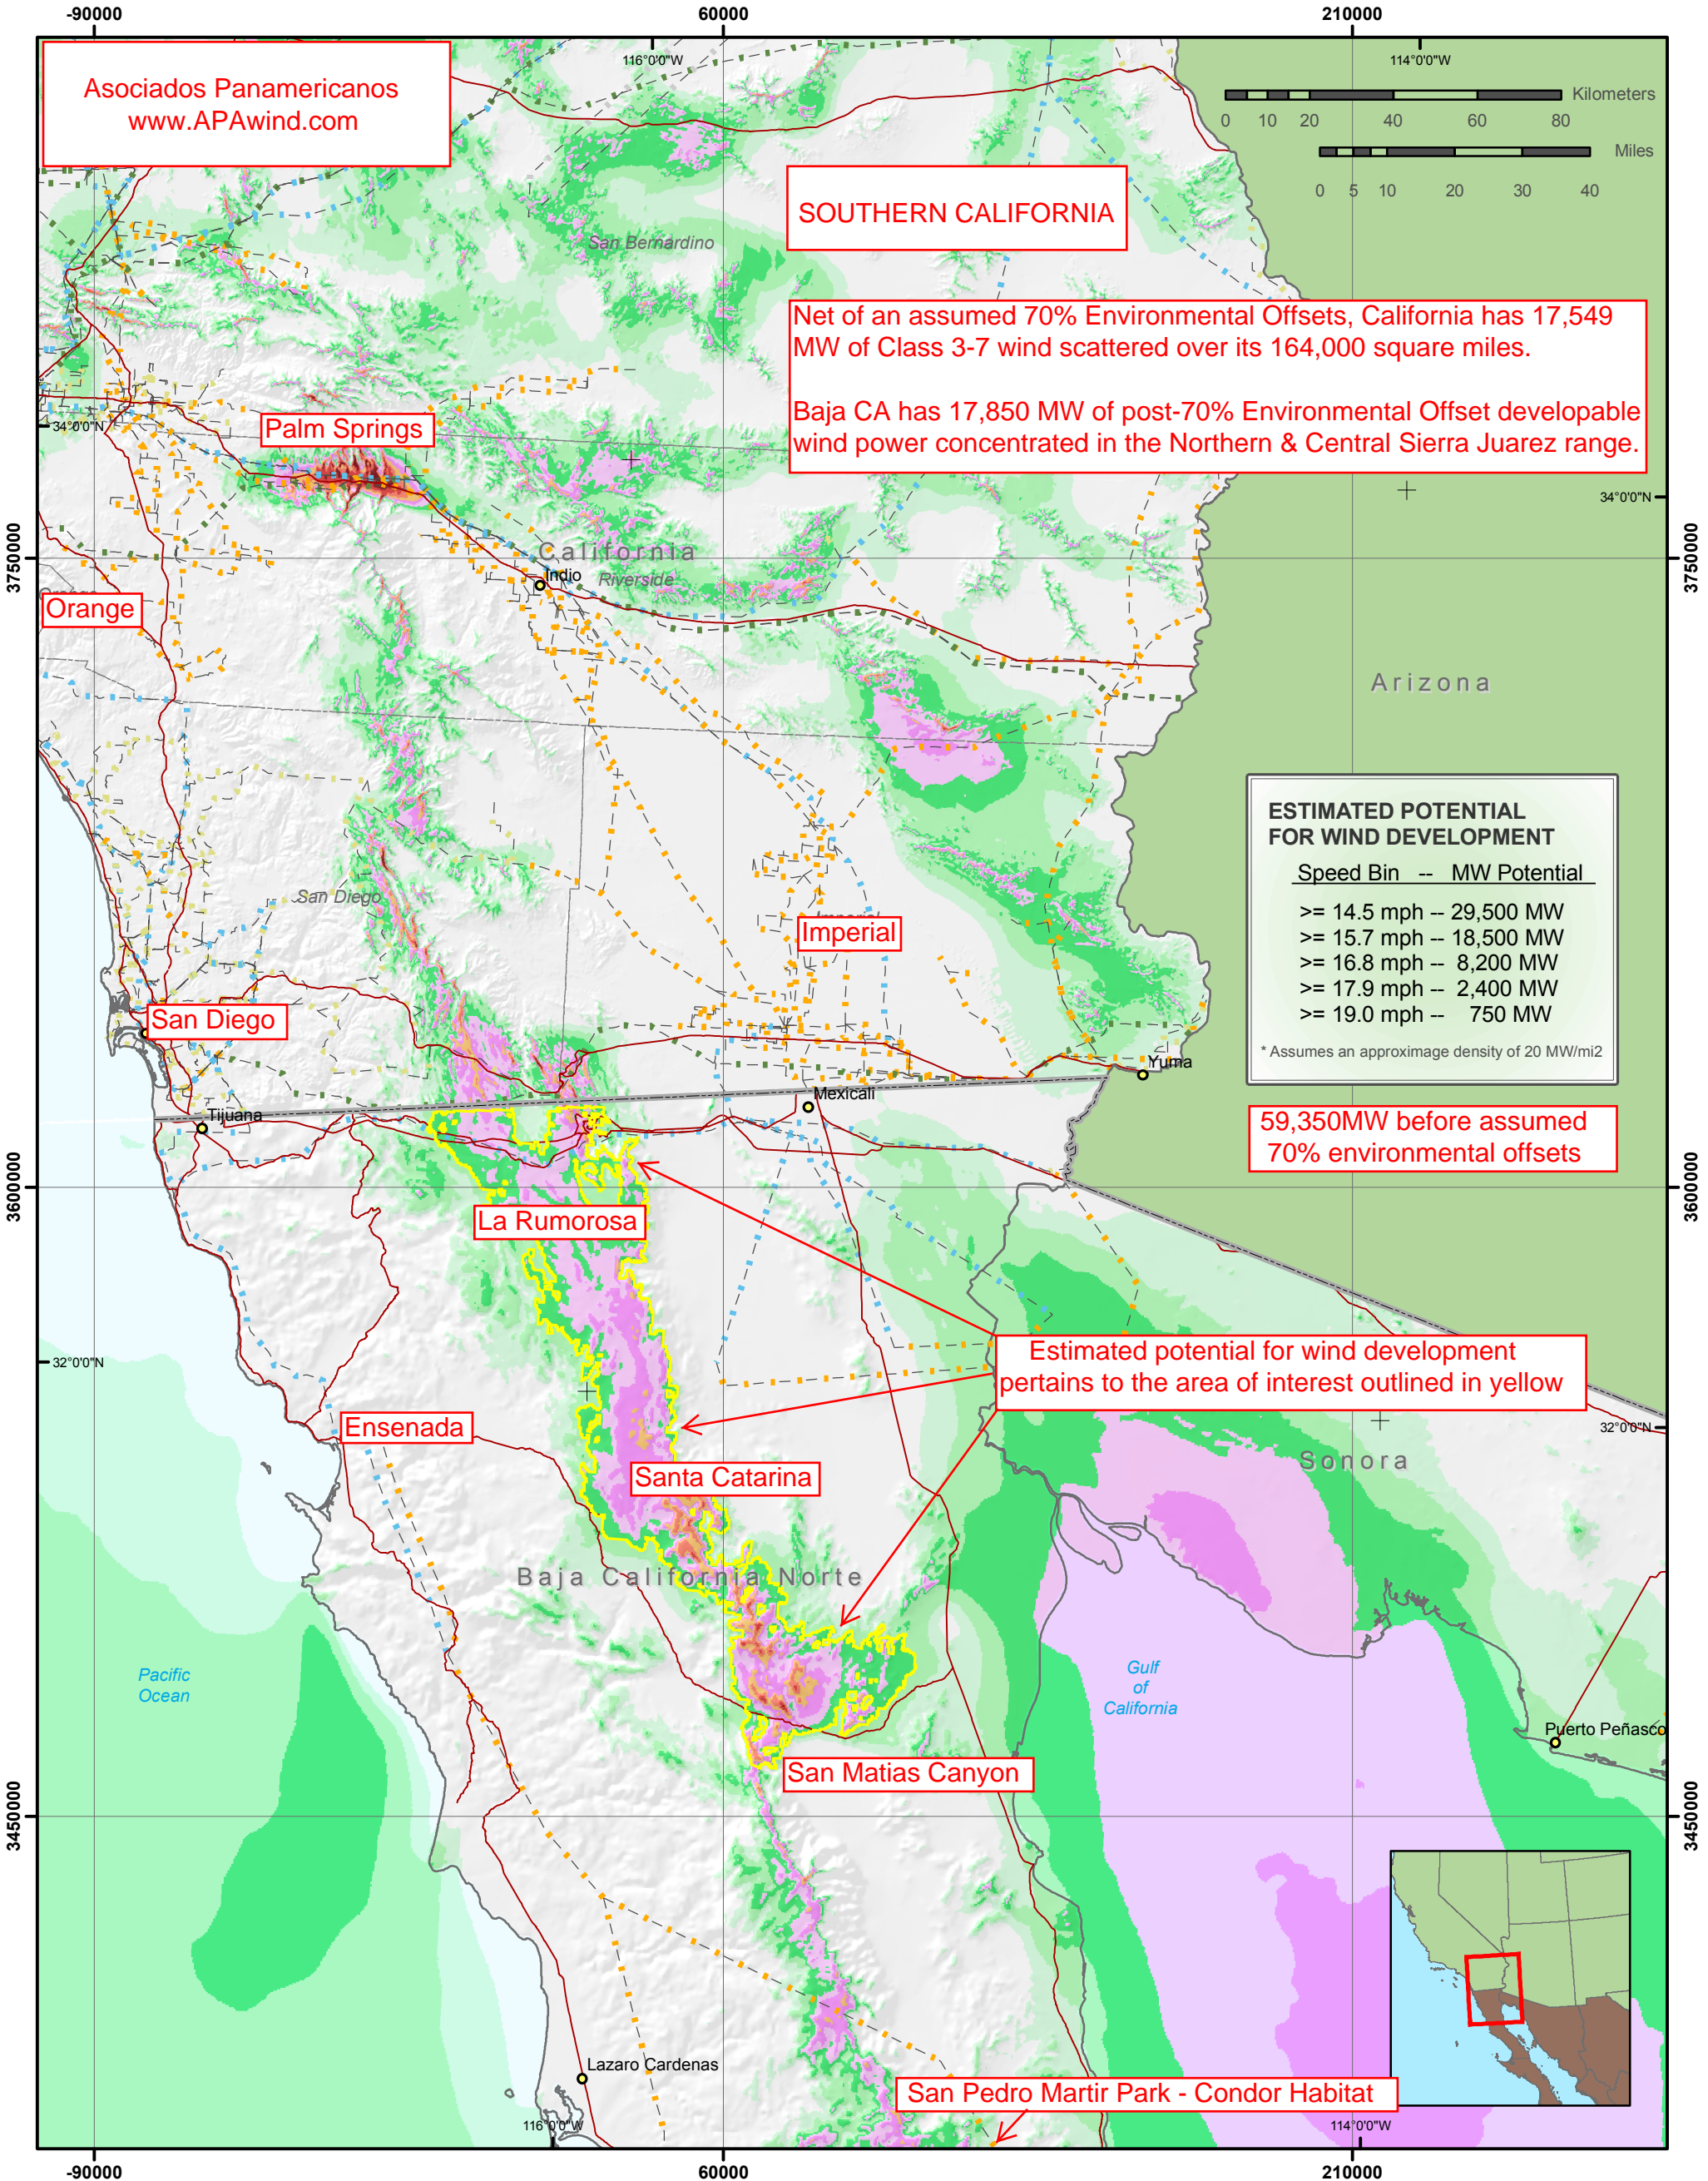 -90000
60000
210000
116°0'0"W
114°0'0"W
Asociados Panamericanos
www.APAwind.com
Kilometers
0 10 20 40 60 80
Miles
0 5 10 20 30 40
SOUTHERN CALIFORNIA
San Bernardino
Net of an assumed 70% Environmental Offsets, California has 17,549
MW of Class 3-7 wind scattered over its 164,000 square miles.
Baja CA has 17,850 MW of post-70% Environmental Offset developable
wind power concentrated in the Northern & Central Sierra Juarez range.
34°0'0"N
Palm Springs
34°0'0"N
3750000
California
Indio
Riverside
3750000
Orange
Arizona
ESTIMATED POTENTIAL
FOR WIND DEVELOPMENT
Speed Bin -- MW Potential
>= 14.5 mph -- 29,500 MW
>= 15.7 mph -- 18,500 MW
>= 16.8 mph -- 8,200 MW
>= 17.9 mph -- 2,400 MW
>= 19.0 mph -- 750 MW
* Assumes an approximage density of 20 MW/mi2
San Diego
Imperial
San Diego
Yuma
Mexicali
Tijuana
59,350MW before assumed
70% environmental offsets
3600000
3600000
La Rumorosa
32°0'0"N
Estimated potential for wind development
pertains to the area of interest outlined in yellow
Ensenada
32°0'0"N
Sonora
Santa Catarina
Baja California Norte
Pacific
Ocean
Gulf
of
California
Puerto Peñasco
San Matias Canyon
3450000
3450000
Lazaro Cardenas
San Pedro Martir Park - Condor Habitat
116°0'0"W
114°0'0"W
-90000
60000
210000